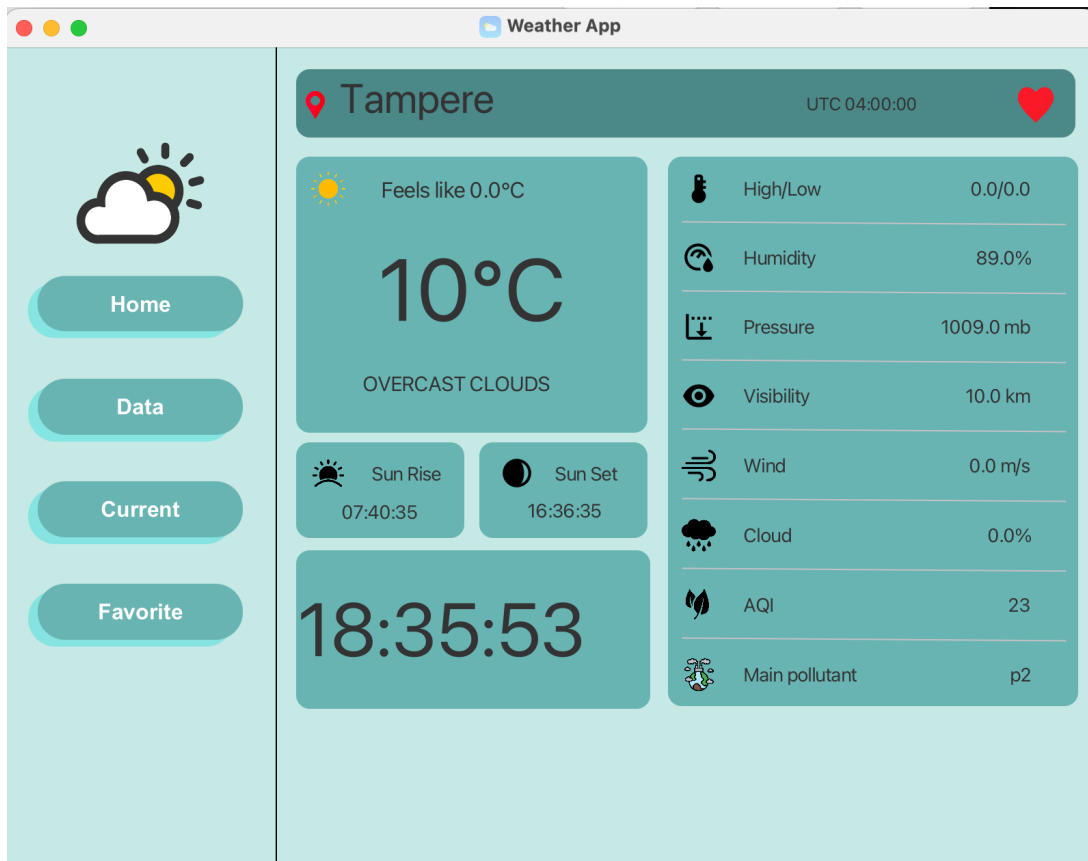 Weather App
Tampere
UTC 04:00:00
Home
Data
Current
Favorite
Feels like 0.0°C
10°C
OVERCAST CLOUDS
Sun Rise
07:40:35
Sun Set
16:36:35
18:35:53
High/Low 0.0/0.0
Humidity 89.0%
Pressure 1009.0 mb
Visibility 10.0 km
Wind 0.0 m/s
Cloud 0.0%
AQI 23
Main pollutant p2